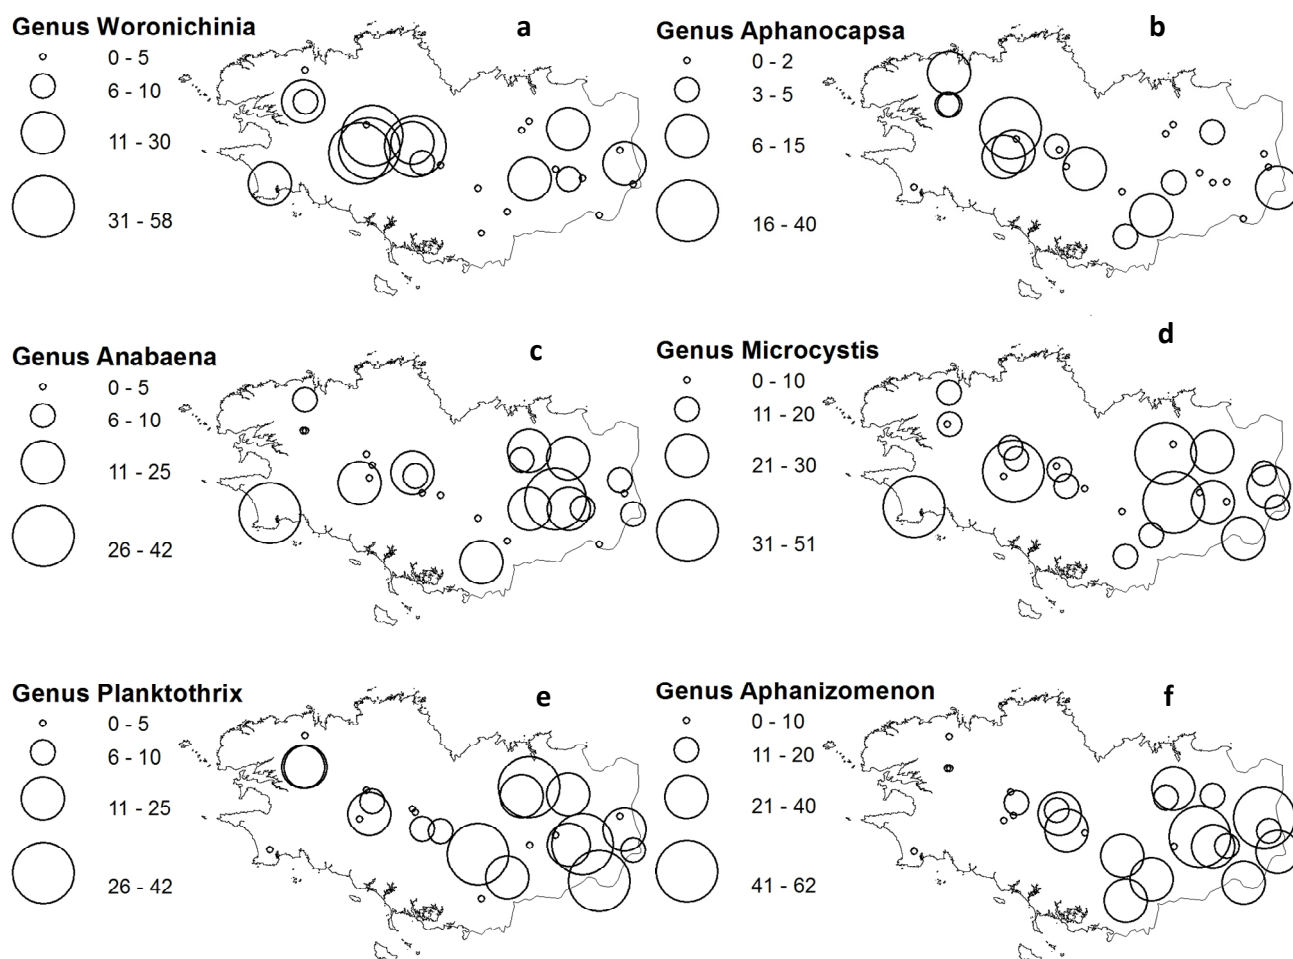 Genus Woronichinia
a
0 - 5
6 - 10
11 - 30
31 - 58
Genus Aphanocapsa
b
0 - 2
3 - 5
6 - 15
16 - 40
Genus Anabaena
c
0 - 5
6 - 10
11 - 25
26 - 42
Genus Microcystis
d
0 - 10
11 - 20
21 - 30
31 - 51
Genus Planktothrix
e
0 - 5
6 - 10
11 - 25
26 - 42
Genus Aphanizomenon
f
0 - 10
11 - 20
21 - 40
41 - 62